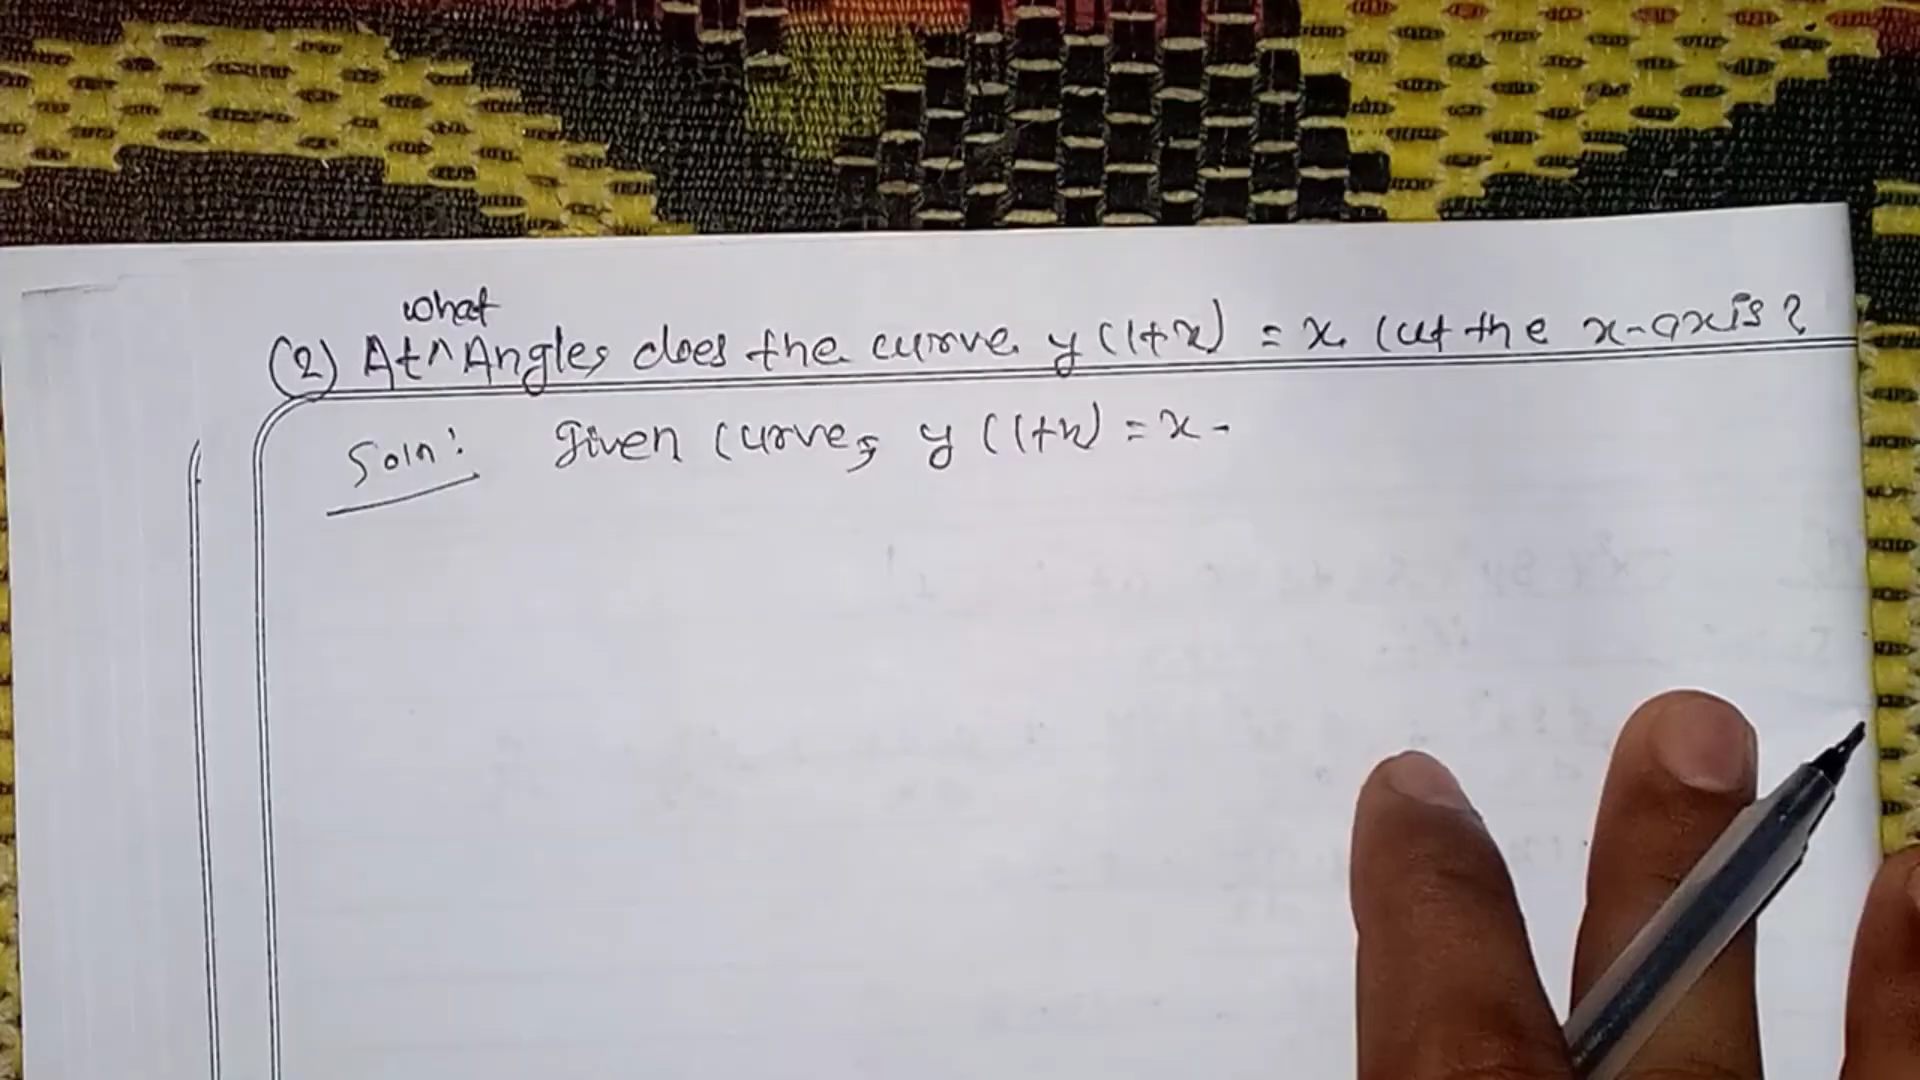 what
(2) At ^ Angles does the curve y(1+x) = x. Cut the x-axis?
Soln: Given curve, y(1+x) = x -